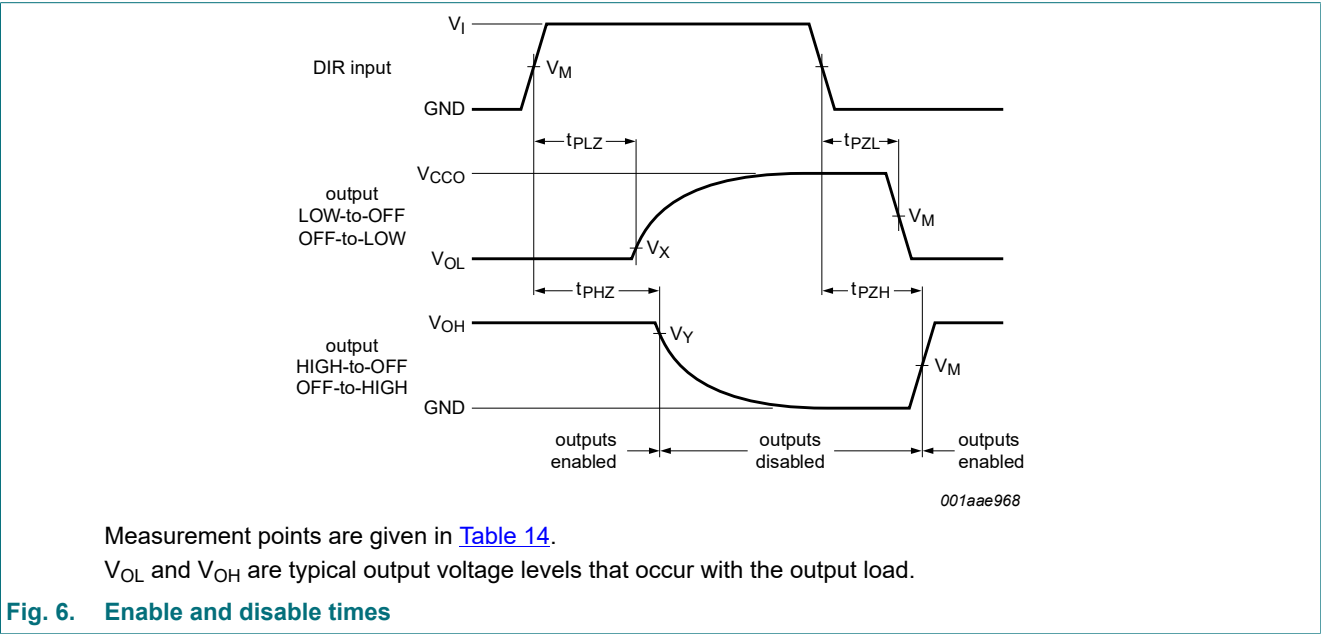 V_I
DIR input
V_M
GND
t_PLZ
t_PZL
V_CCO
output
LOW-to-OFF
OFF-to-LOW
V_M
V_X
V_OL
t_PHZ
t_PZH
V_OH
V_Y
output
HIGH-to-OFF
OFF-to-HIGH
V_M
GND
outputs
enabled
outputs
disabled
outputs
enabled
001aae968
Measurement points are given in Table 14.
V_OL and V_OH are typical output voltage levels that occur with the output load.
Fig. 6. Enable and disable times